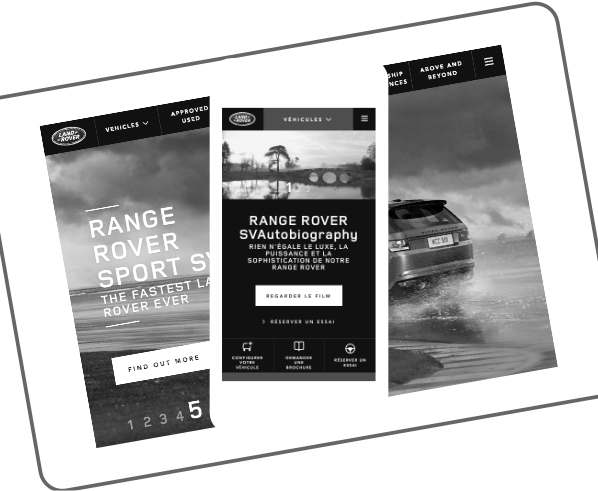 LAND
ROVER
VEHICLES
APPROVED
USED
RANGE
ROVER
SPORT S
THE FASTEST LA
ROVER EVER
FIND OUT MORE
1 2 3 4 5
LAND
ROVER
VÉHICULES
1
RANGE ROVER
SVAutobiography
RIEN N'ÉGALE LE LUXE, LA
PUISSANCE ET LA
SOPHISTICATION DE NOTRE
RANGE ROVER
REGARDER LE FILM
> RÉSERVER UN ESSAI
CONFIGURER
VOTRE
VÉHICULE
DEMANDER
UNE
BROCHURE
RÉSERVER UN
ESSAI
SHIP
NCES
ABOVE AND
BEYOND